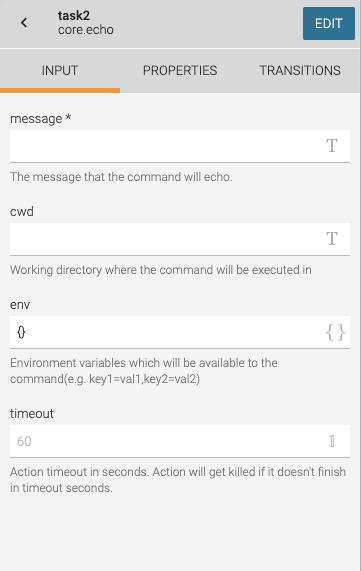 task2
core.echo
EDIT
INPUT PROPERTIES TRANSITIONS
message *
T
The message that the command will echo.
cwd
T
Working directory where the command will be executed in
env
{} { }
Environment variables which will be available to the
command(e.g. key1=val1,key2=val2)
timeout
60 1
Action timeout in seconds. Action will get killed if it doesn't finish
in timeout seconds.